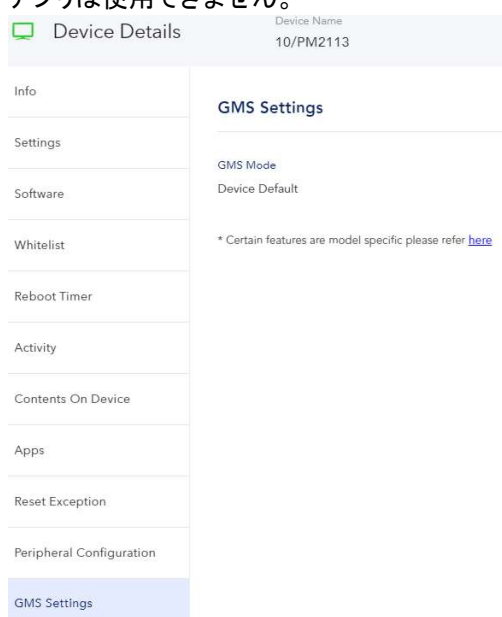 アプリは使用できません。
Device Details
Device Name
10/PM2113
Info
Settings
Software
Whitelist
Reboot Timer
Activity
Contents On Device
Apps
Reset Exception
Peripheral Configuration
GMS Settings
GMS Settings
GMS Mode
Device Default
* Certain features are model specific please refer here